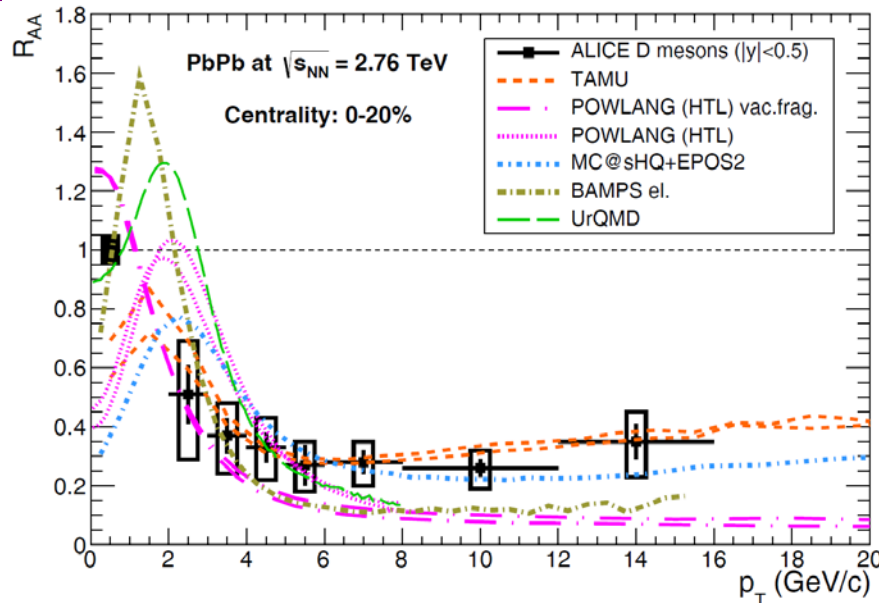 R_AA
1.8
1.6
1.4
1.2
1
0.8
0.6
0.4
0.2
0
PbPb at √s_NN = 2.76 TeV
Centrality: 0-20%
ALICE D mesons (|y|<0.5)
TAMU
POWLANG (HTL) vac.frag.
POWLANG (HTL)
MC@sHQ+EPOS2
BAMPS el.
UrQMD
0 2 4 6 8 10 12 14 16 18 20
p_T (GeV/c)